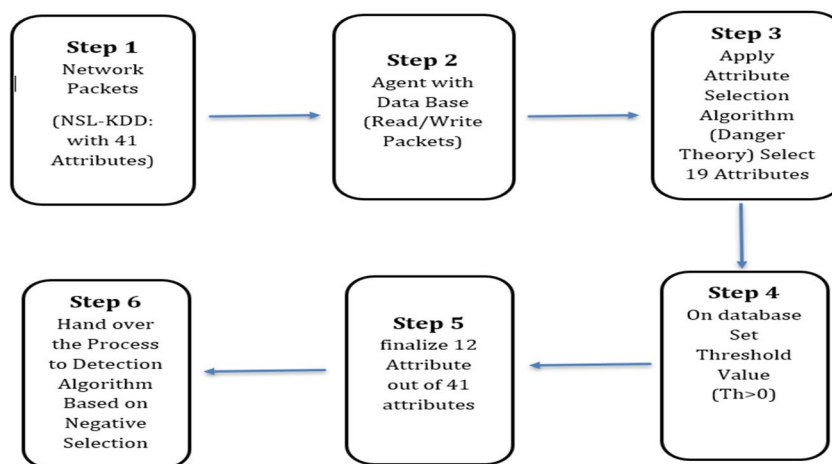 Step 1
Network
Packets
(NSL-KDD:
with 41
Attributes)
Step 2
Agent with
Data Base
(Read/Write
Packets)
Step 3
Apply
Attribute
Selection
Algorithm
(Danger
Theory) Select
19 Attributes
Step 4
On database
Set
Threshold
Value
(Th>0)
Step 5
finalize 12
Attribute
out of 41
attributes
Step 6
Hand over
the Process
to Detection
Algorithm
Based on
Negative
Selection